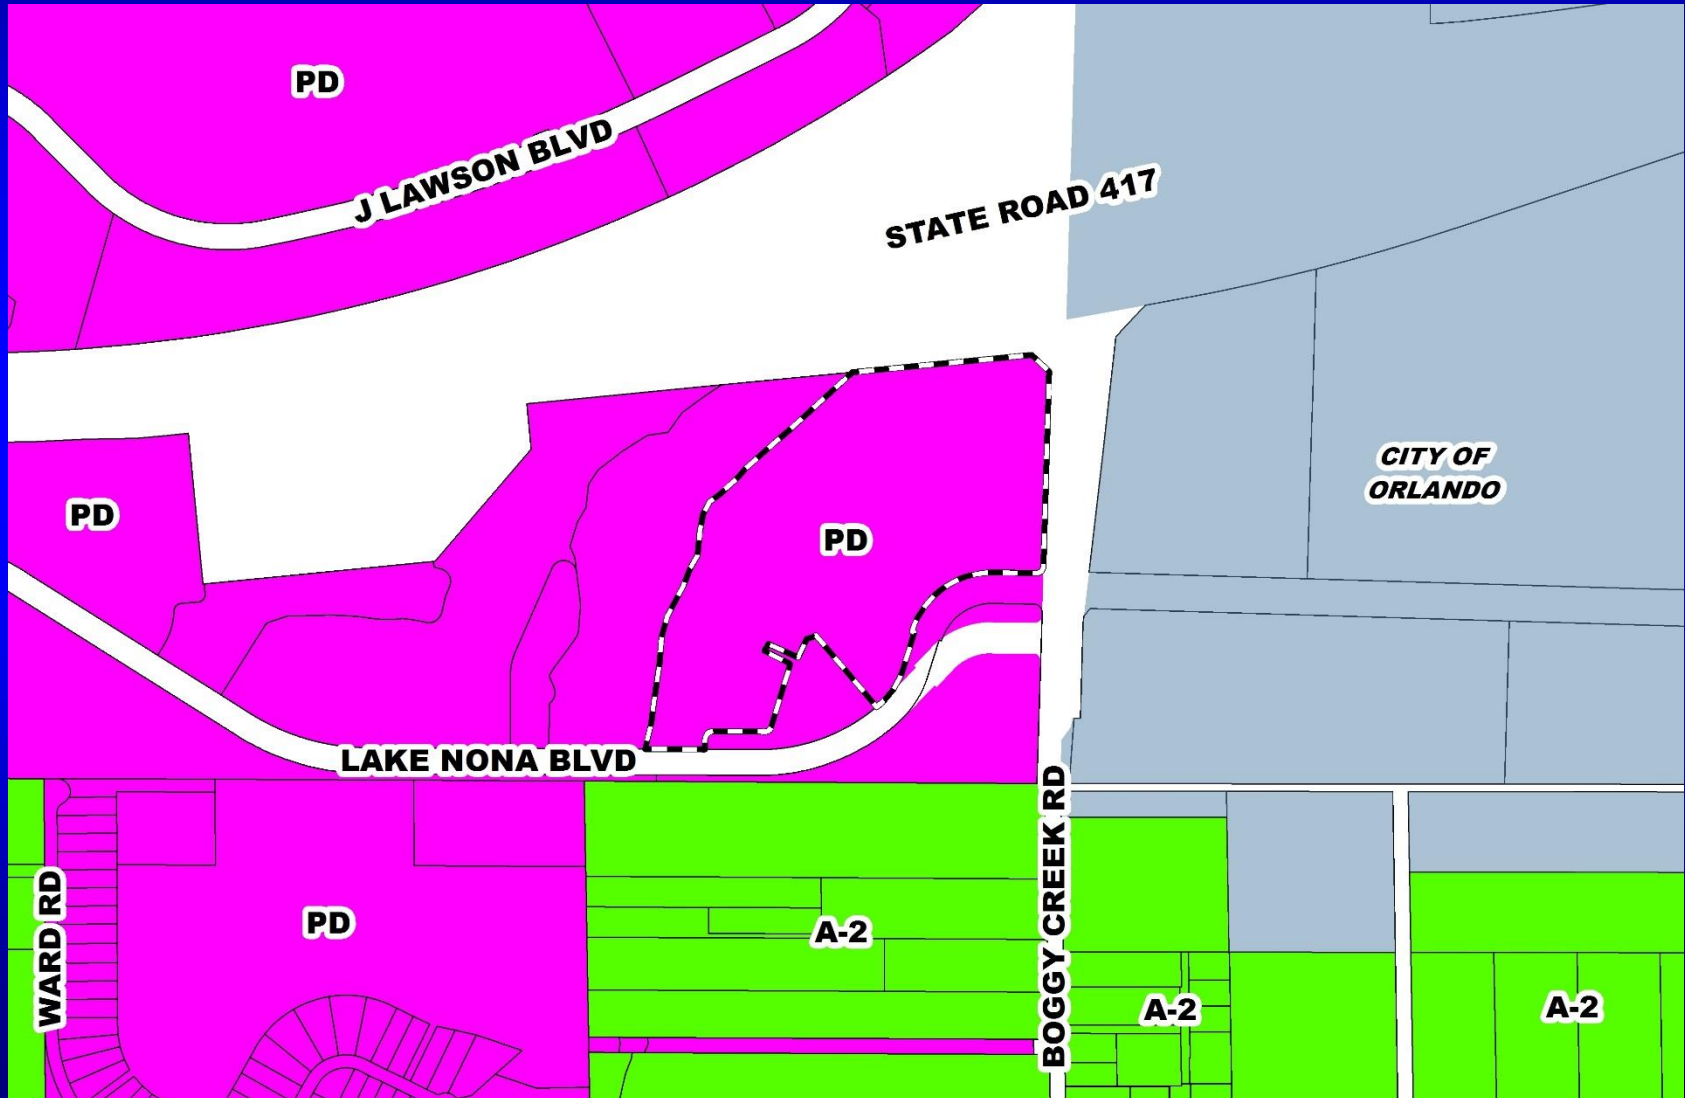 PD
J LAWSON BLVD
STATE ROAD 417
CITY OF
ORLANDO
PD
PD
LAKE NONA BLVD
BOGGY CREEK RD
WARD RD
PD
A-2
A-2
A-2